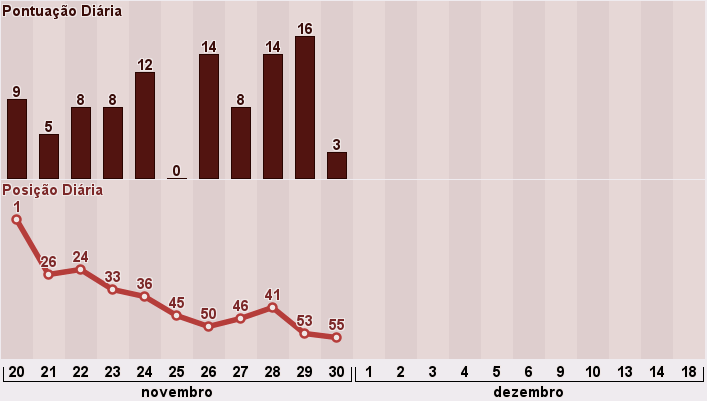 Pontuação Diária
9 5 8 8 12 0 14 8 14 16 3
Posição Diária
1 26 24 33 36 45 50 46 41 53 55
20 21 22 23 24 25 26 27 28 29 30 1 2 3 4 5 6 9 10 13 14 18
novembro dezembro